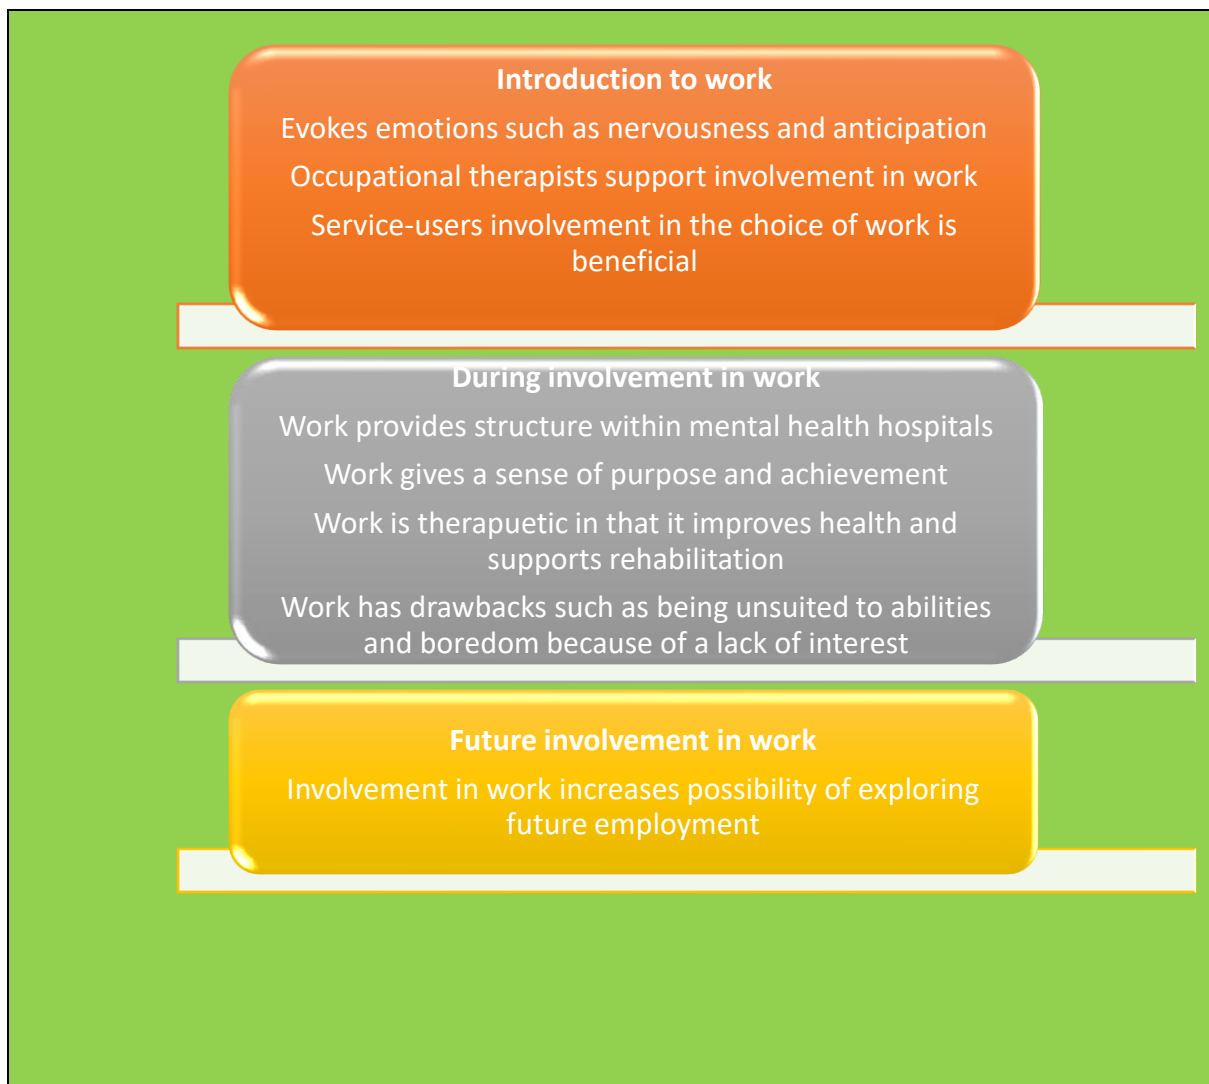 Introduction to work
Evokes emotions such as nervousness and anticipation
Occupational therapists support involvement in work
Service-users involvement in the choice of work is
beneficial
During involvement in work
Work provides structure within mental health hospitals
Work gives a sense of purpose and achievement
Work is therapuetic in that it improves health and
supports rehabilitation
Work has drawbacks such as being unsuited to abilities
and boredom because of a lack of interest
Future involvement in work
Involvement in work increases possibility of exploring
future employment